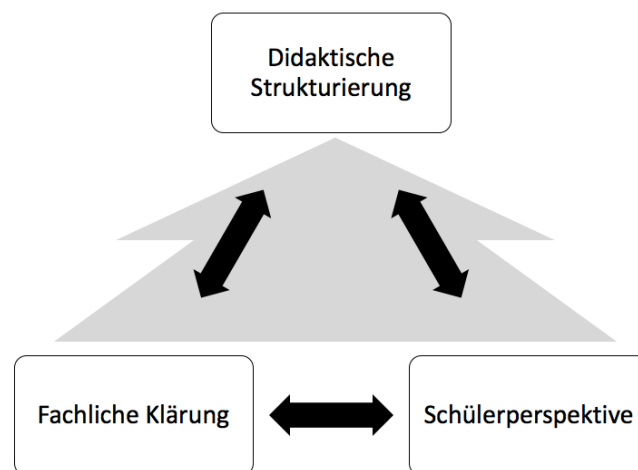 Didaktische
Strukturierung
Fachliche Klärung
Schülerperspektive